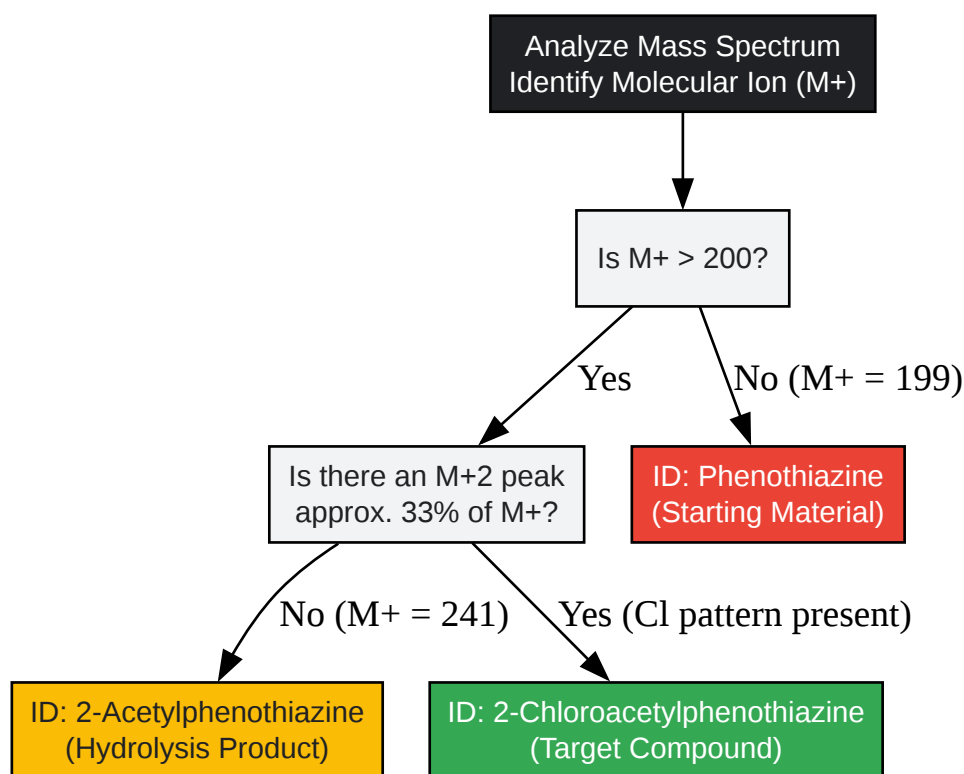 Analyze Mass Spectrum
Identify Molecular Ion (M+)
Is M+ > 200?
Yes
No (M+ = 199)
Is there an M+2 peak
approx. 33% of M+?
ID: Phenothiazine
(Starting Material)
No (M+ = 241)
Yes (Cl pattern present)
ID: 2-Acetylphenothiazine
(Hydrolysis Product)
ID: 2-Chloroacetylphenothiazine
(Target Compound)